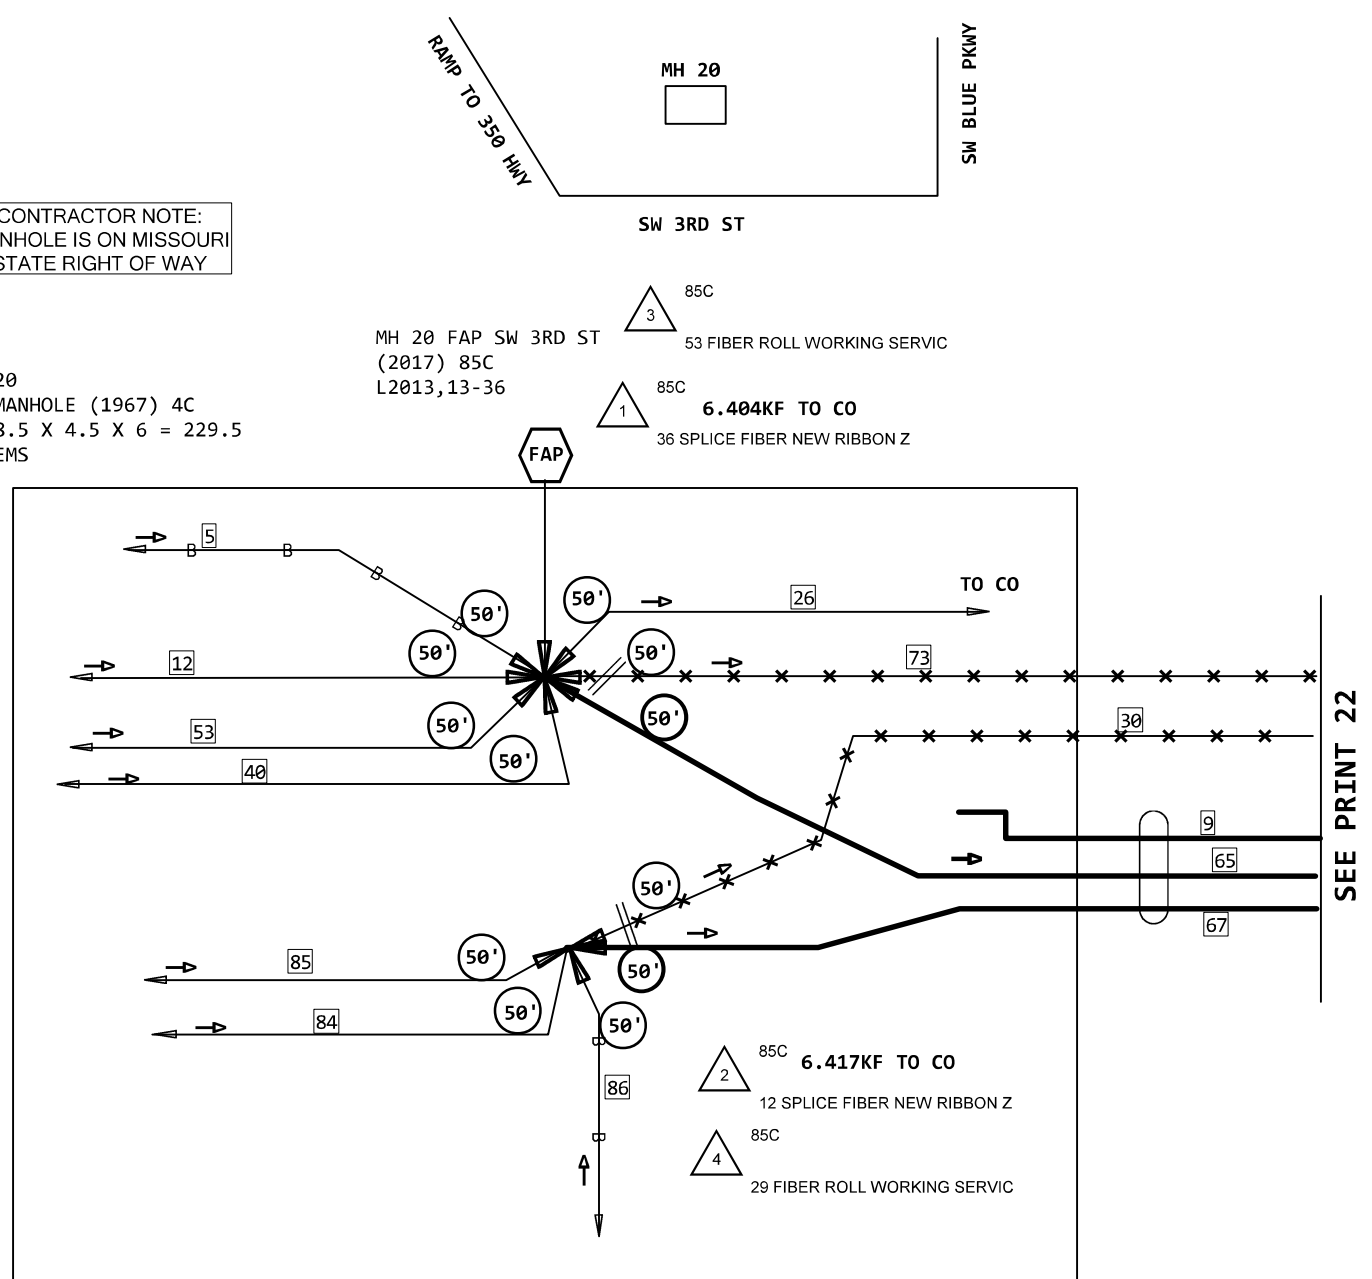 RAMP TO 350 HWY
MH 20
SW BLUE PKWY
SW 3RD ST
CONTRACTOR NOTE:
NHOLE IS ON MISSOURI
STATE RIGHT OF WAY
3
85C
53 FIBER ROLL WORKING SERVIC
MH 20 FAP SW 3RD ST
(2017) 85C
L2013,13-36
20
MANHOLE (1967) 4C
8.5 X 4.5 X 6 = 229.5
EMS
1
85C
6.404KF TO CO
36 SPLICE FIBER NEW RIBBON Z
FAP
5
B
B
B
B
50'
50'
26
TO CO
12
50'
50'
73
53
50'
50'
30
40
50'
SEE PRINT 22
9
65
67
50'
50'
85
50'
84
50'
50'
B
86
B
2
85C
6.417KF TO CO
12 SPLICE FIBER NEW RIBBON Z
4
85C
29 FIBER ROLL WORKING SERVIC